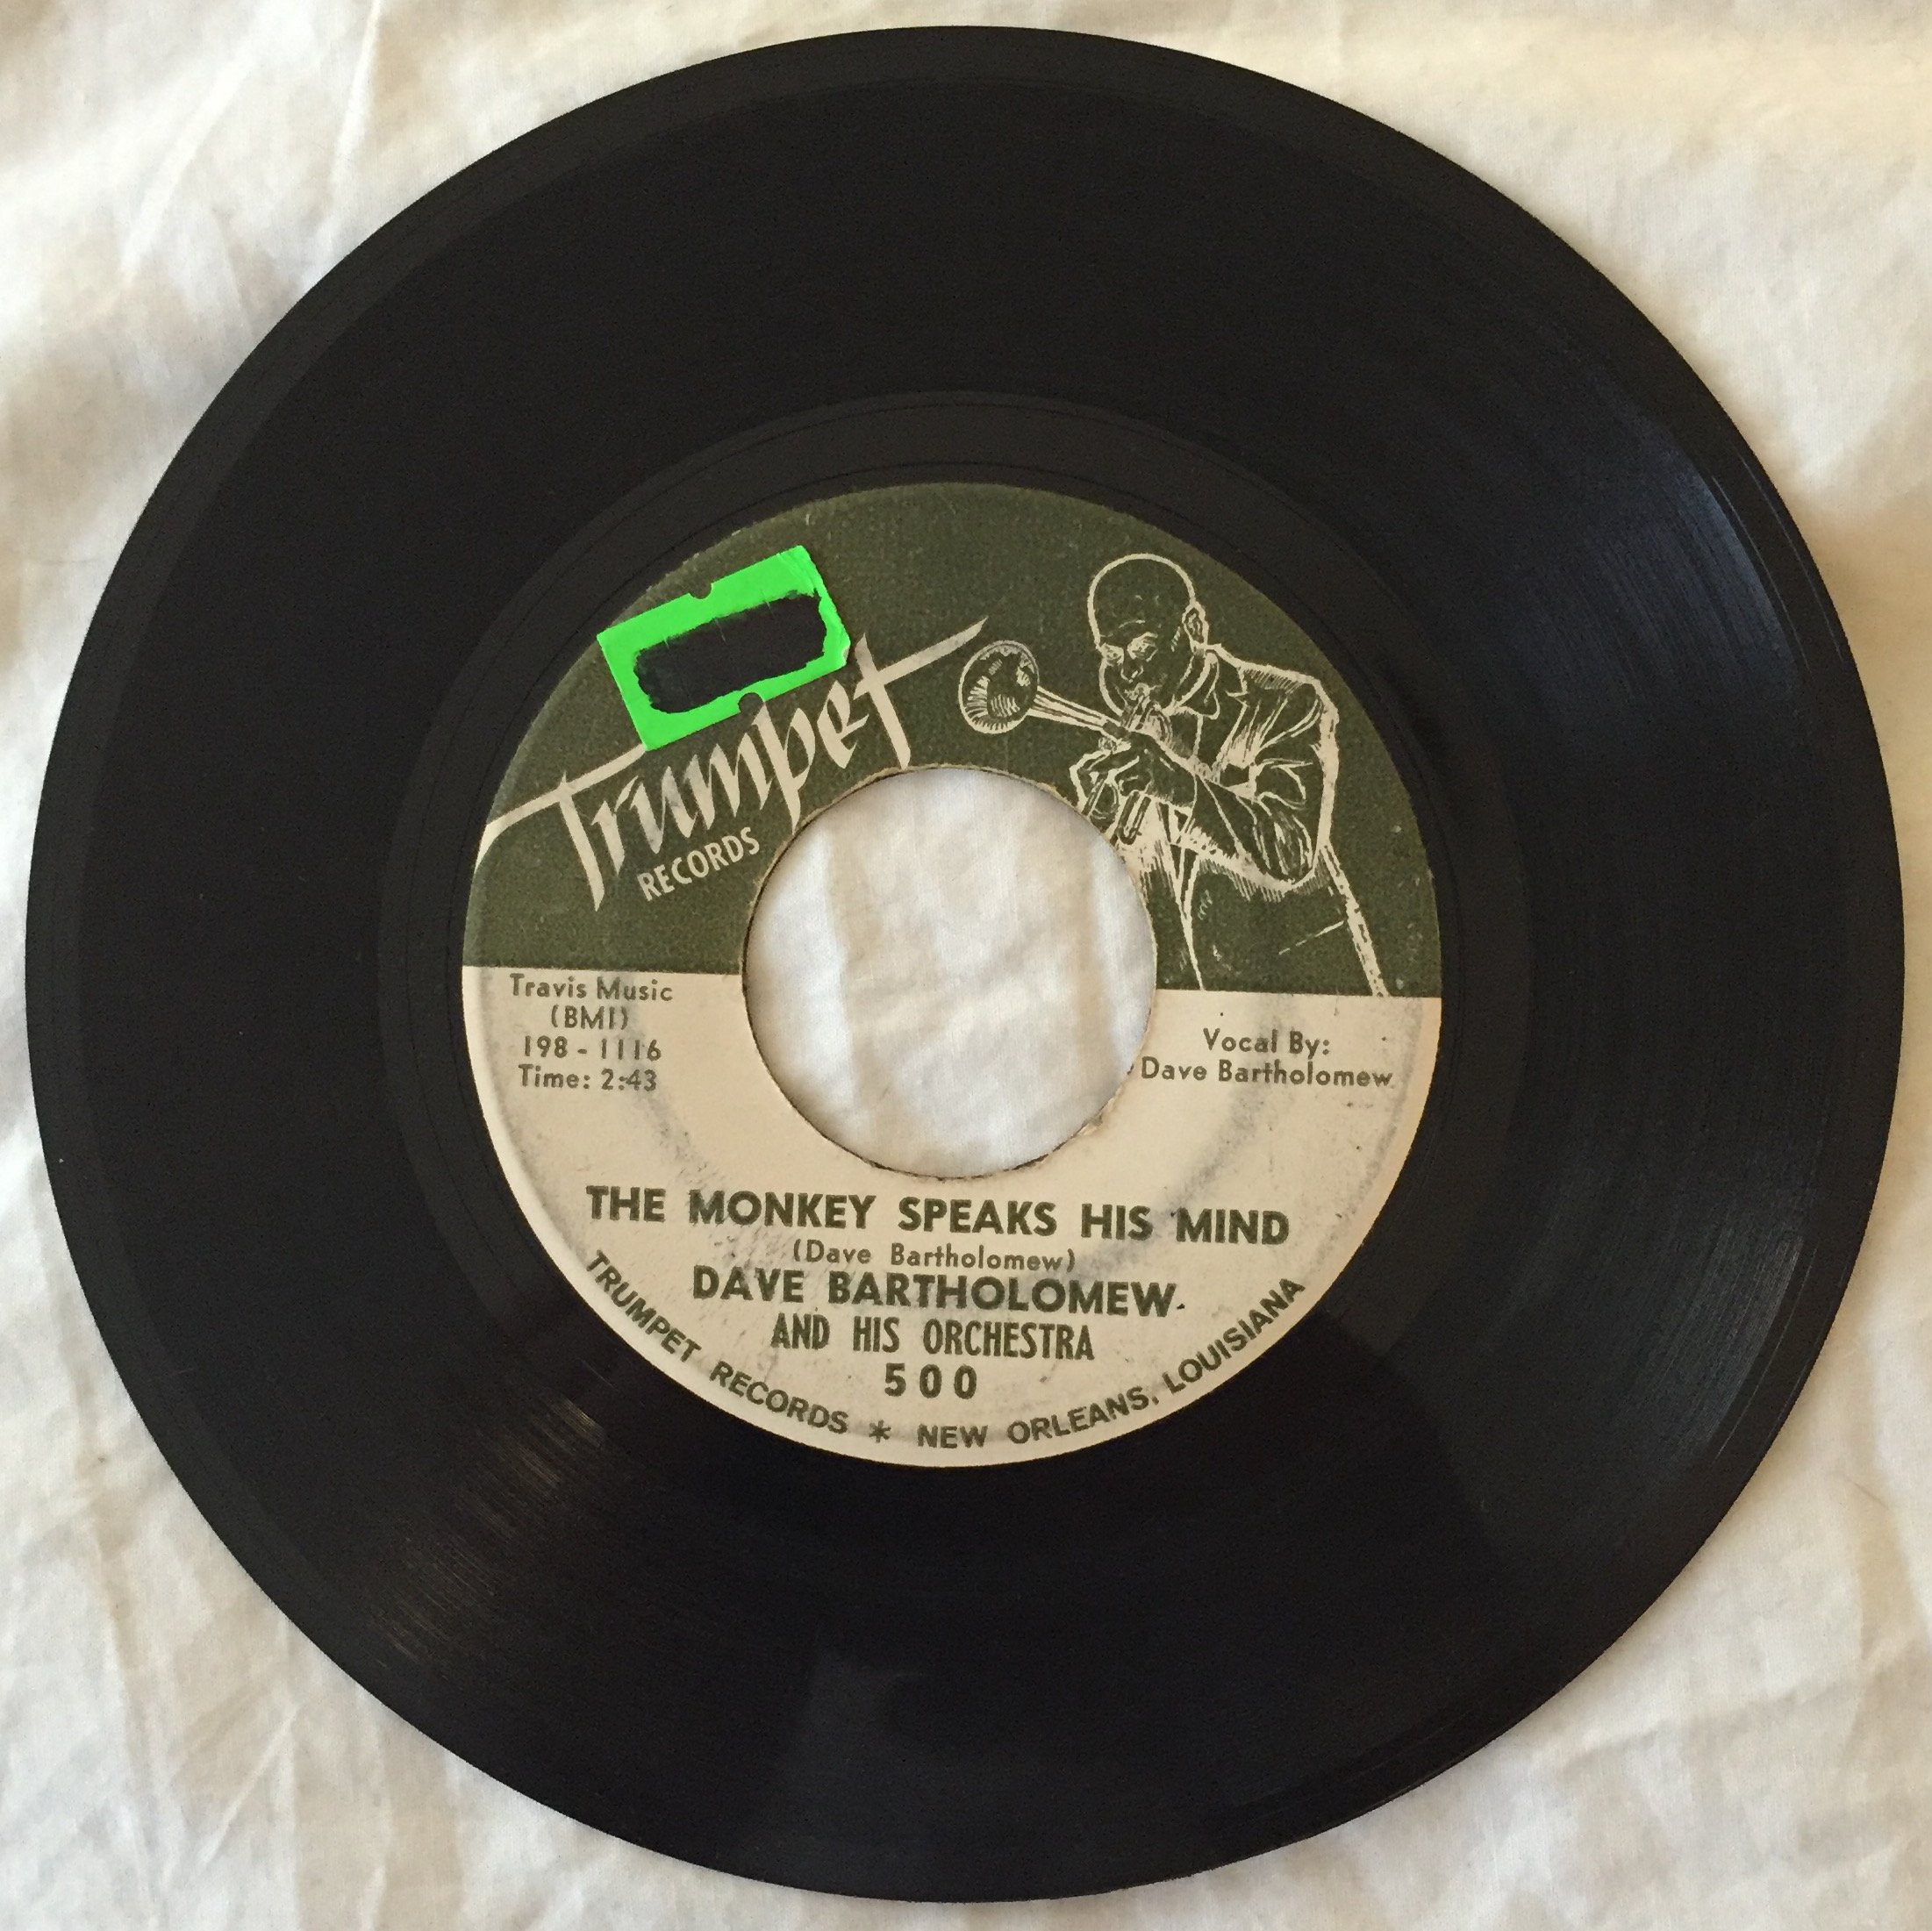 Trumpet
RECORDS
Travis Music
(BMI)
198 - 1116
Time: 2:43
Vocal By:
Dave Bartholomew
THE MONKEY SPEAKS HIS MIND
(Dave Bartholomew)
DAVE BARTHOLOMEW
AND HIS ORCHESTRA
500
TRUMPET RECORDS * NEW ORLEANS, LOUISIANA